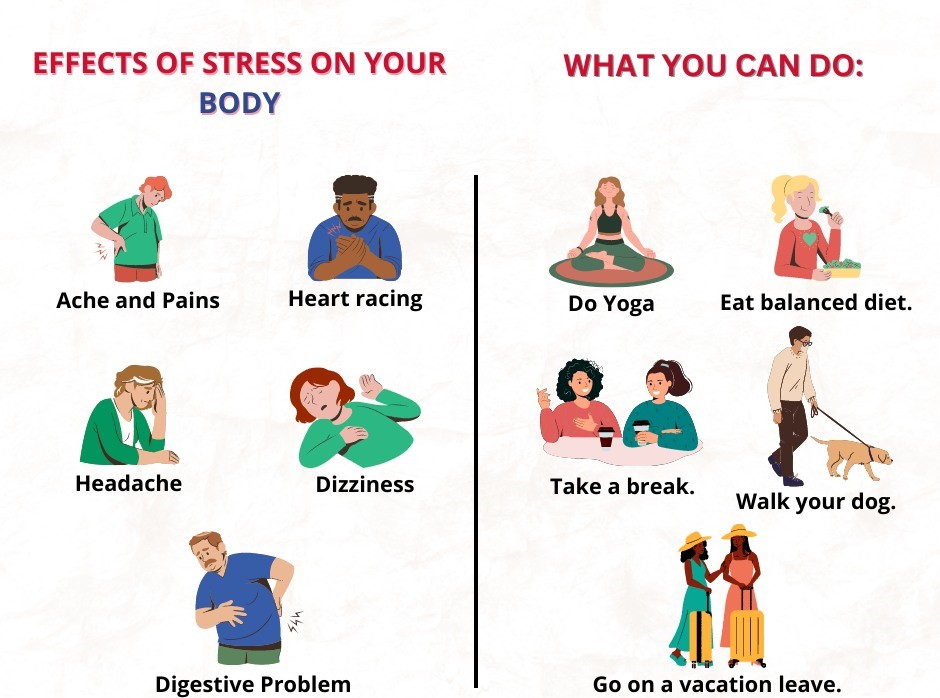 EFFECTS OF STRESS ON YOUR
BODY
Ache and Pains
Heart racing
Headache
Dizziness
Digestive Problem
WHAT YOU CAN DO:
Do Yoga
Eat balanced diet.
Take a break.
Walk your dog.
Go on a vacation leave.